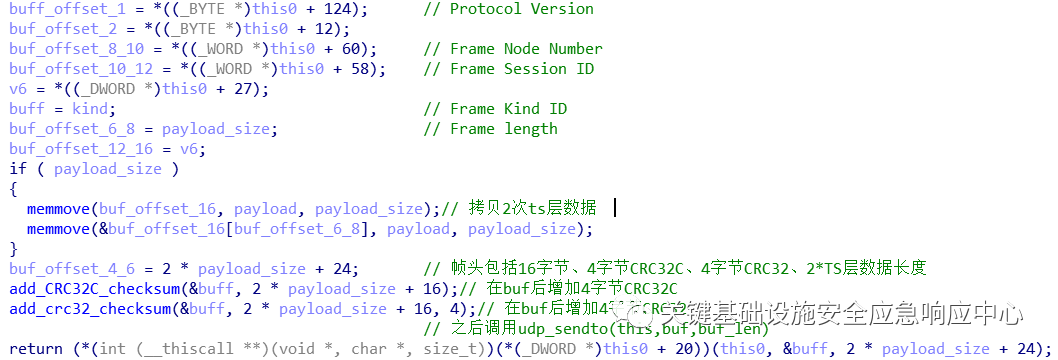 buff_offset_1 = *((_BYTE *)this0 + 124);      // Protocol Version
buf_offset_2 = *((_BYTE *)this0 + 12);
buf_offset_8_10 = *((_WORD *)this0 + 60);     // Frame Node Number
buf_offset_10_12 = *((_WORD *)this0 + 58);    // Frame Session ID
v6 = *((_DWORD *)this0 + 27);
buff = kind;                                  // Frame Kind ID
buf_offset_6_8 = payload_size;                // Frame length
buf_offset_12_16 = v6;
if ( payload_size )
{
  memmove(buf_offset_16, payload, payload_size);// 拷贝2次ts层数据
  memmove(&buf_offset_16[buf_offset_6_8], payload, payload_size);
}
buf_offset_4_6 = 2 * payload_size + 24;       // 帧头包括16字节、4字节CRC32C、4字节CRC32、2*TS层数据长度
add_CRC32C_checksum(&buff, 2 * payload_size + 16);// 在buf后增加4字节CRC32C
add_crc32_checksum(&buff, 2 * payload_size + 16, 4);// 在buf后增加4字节CRC32
关键基础设施安全应急响应中心
// 之后调用udp_sendto(this,buf,buf_len)
return (*(int (__thiscall **)(void *, char *, size_t))(*(_DWORD *)this0 + 20))(this0, &buff, 2 * payload_size + 24);